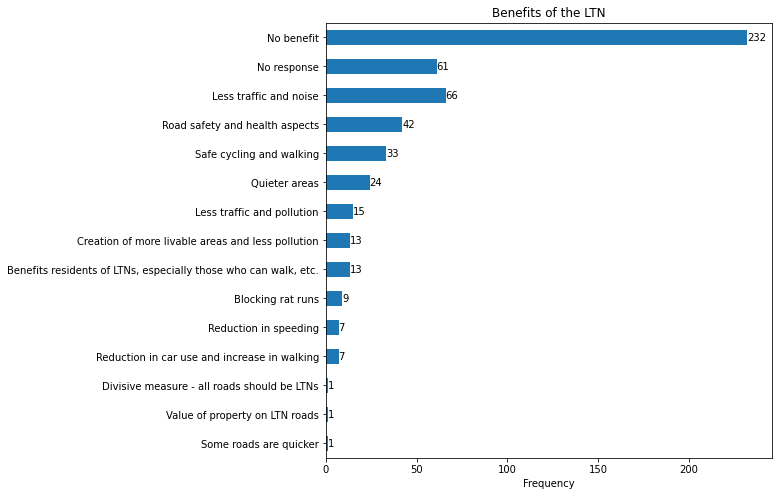 Benefits of the LTN
No benefit 232
No response 61
Less traffic and noise 66
Road safety and health aspects 42
Safe cycling and walking 33
Quieter areas 24
Less traffic and pollution 15
Creation of more livable areas and less pollution 13
Benefits residents of LTNs, especially those who can walk, etc. 13
Blocking rat runs 9
Reduction in speeding 7
Reduction in car use and increase in walking 7
Divisive measure - all roads should be LTNs 1
Value of property on LTN roads 1
Some roads are quicker 1
0 50 100 150 200
Frequency